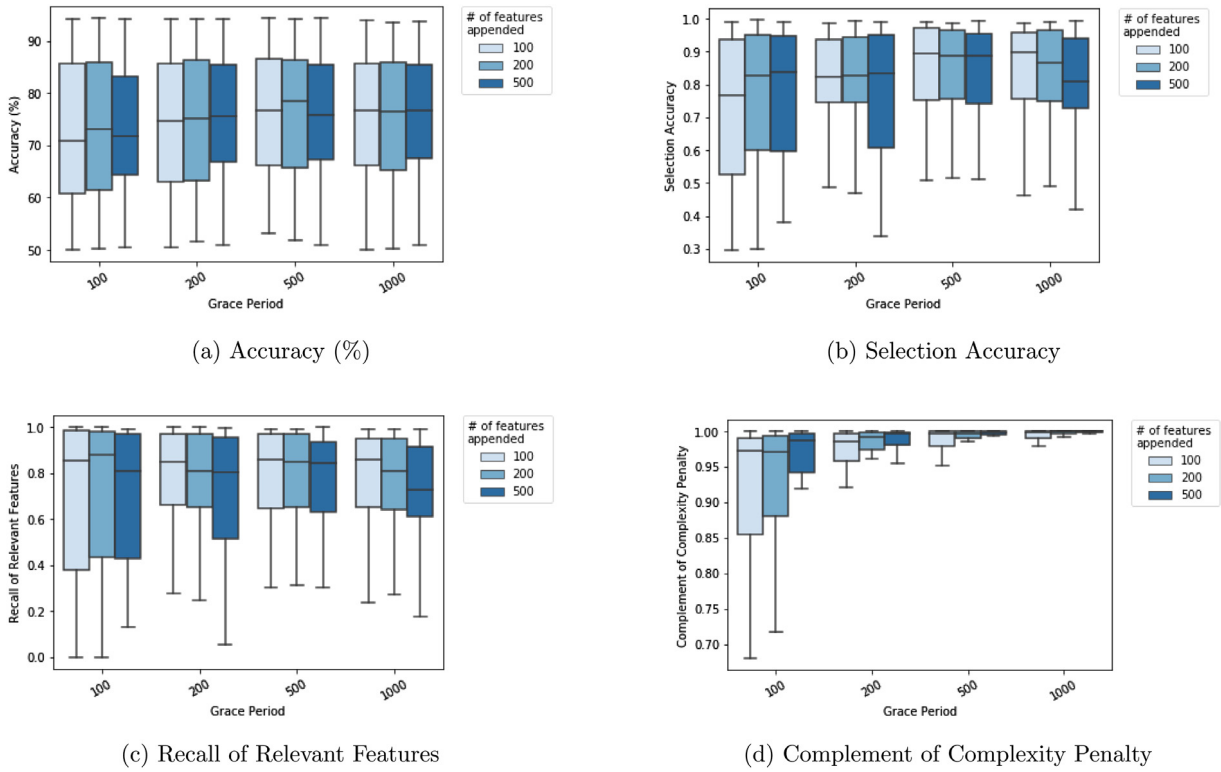 # of features
appended
100
200
500
90
80
70
60
50
Accuracy (%)
100
200
500
1000
Grace Period
(a) Accuracy (%)
# of features
appended
100
200
500
1.0
0.9
0.8
0.7
0.6
0.5
0.4
0.3
Selection Accuracy
100
200
500
1000
Grace Period
(b) Selection Accuracy
# of features
appended
100
200
500
1.0
0.8
0.6
0.4
0.2
0.0
Recall of Relevant Features
100
200
500
1000
Grace Period
(c) Recall of Relevant Features
# of features
appended
100
200
500
1.00
0.95
0.90
0.85
0.80
0.75
0.70
Complement of Complexity Penalty
100
200
500
1000
Grace Period
(d) Complement of Complexity Penalty